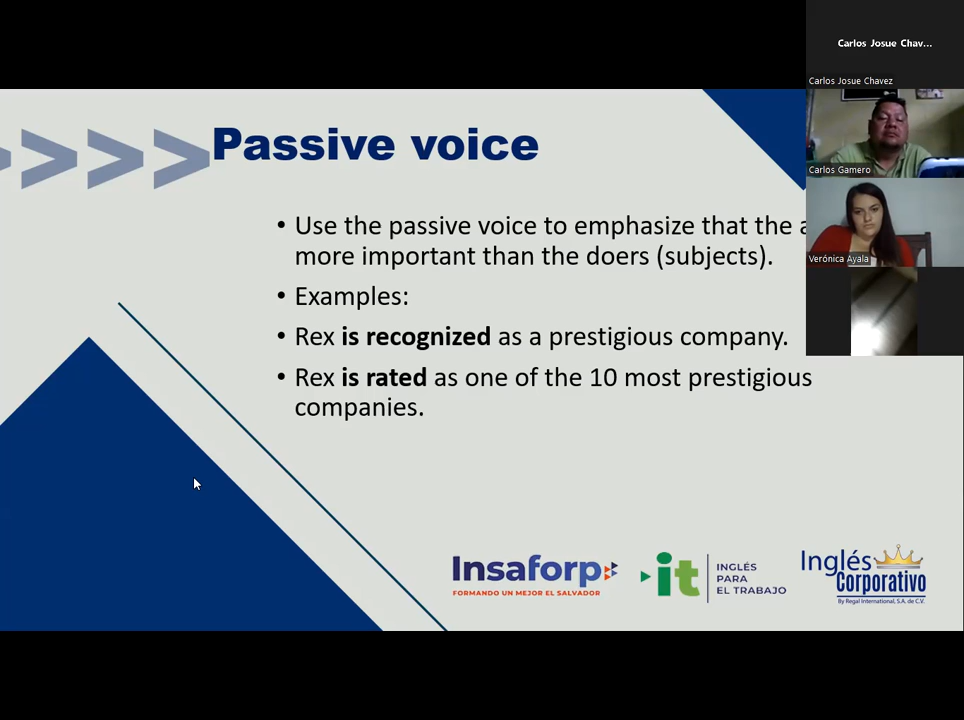 Carlos Josue Chav...
Carlos Josue Chavez
Carlos Gamero
Verónica Ayala
>>>>Passive voice
• Use the passive voice to emphasize that the a
more important than the doers (subjects).
• Examples:
• Rex is recognized as a prestigious company.
• Rex is rated as one of the 10 most prestigious
companies.
Insaforp
FORMANDO UN MEJOR EL SALVADOR
it
INGLÉS
PARA
EL TRABAJO
Inglés
Corporativo
By Regal International, S.A. de C.V.